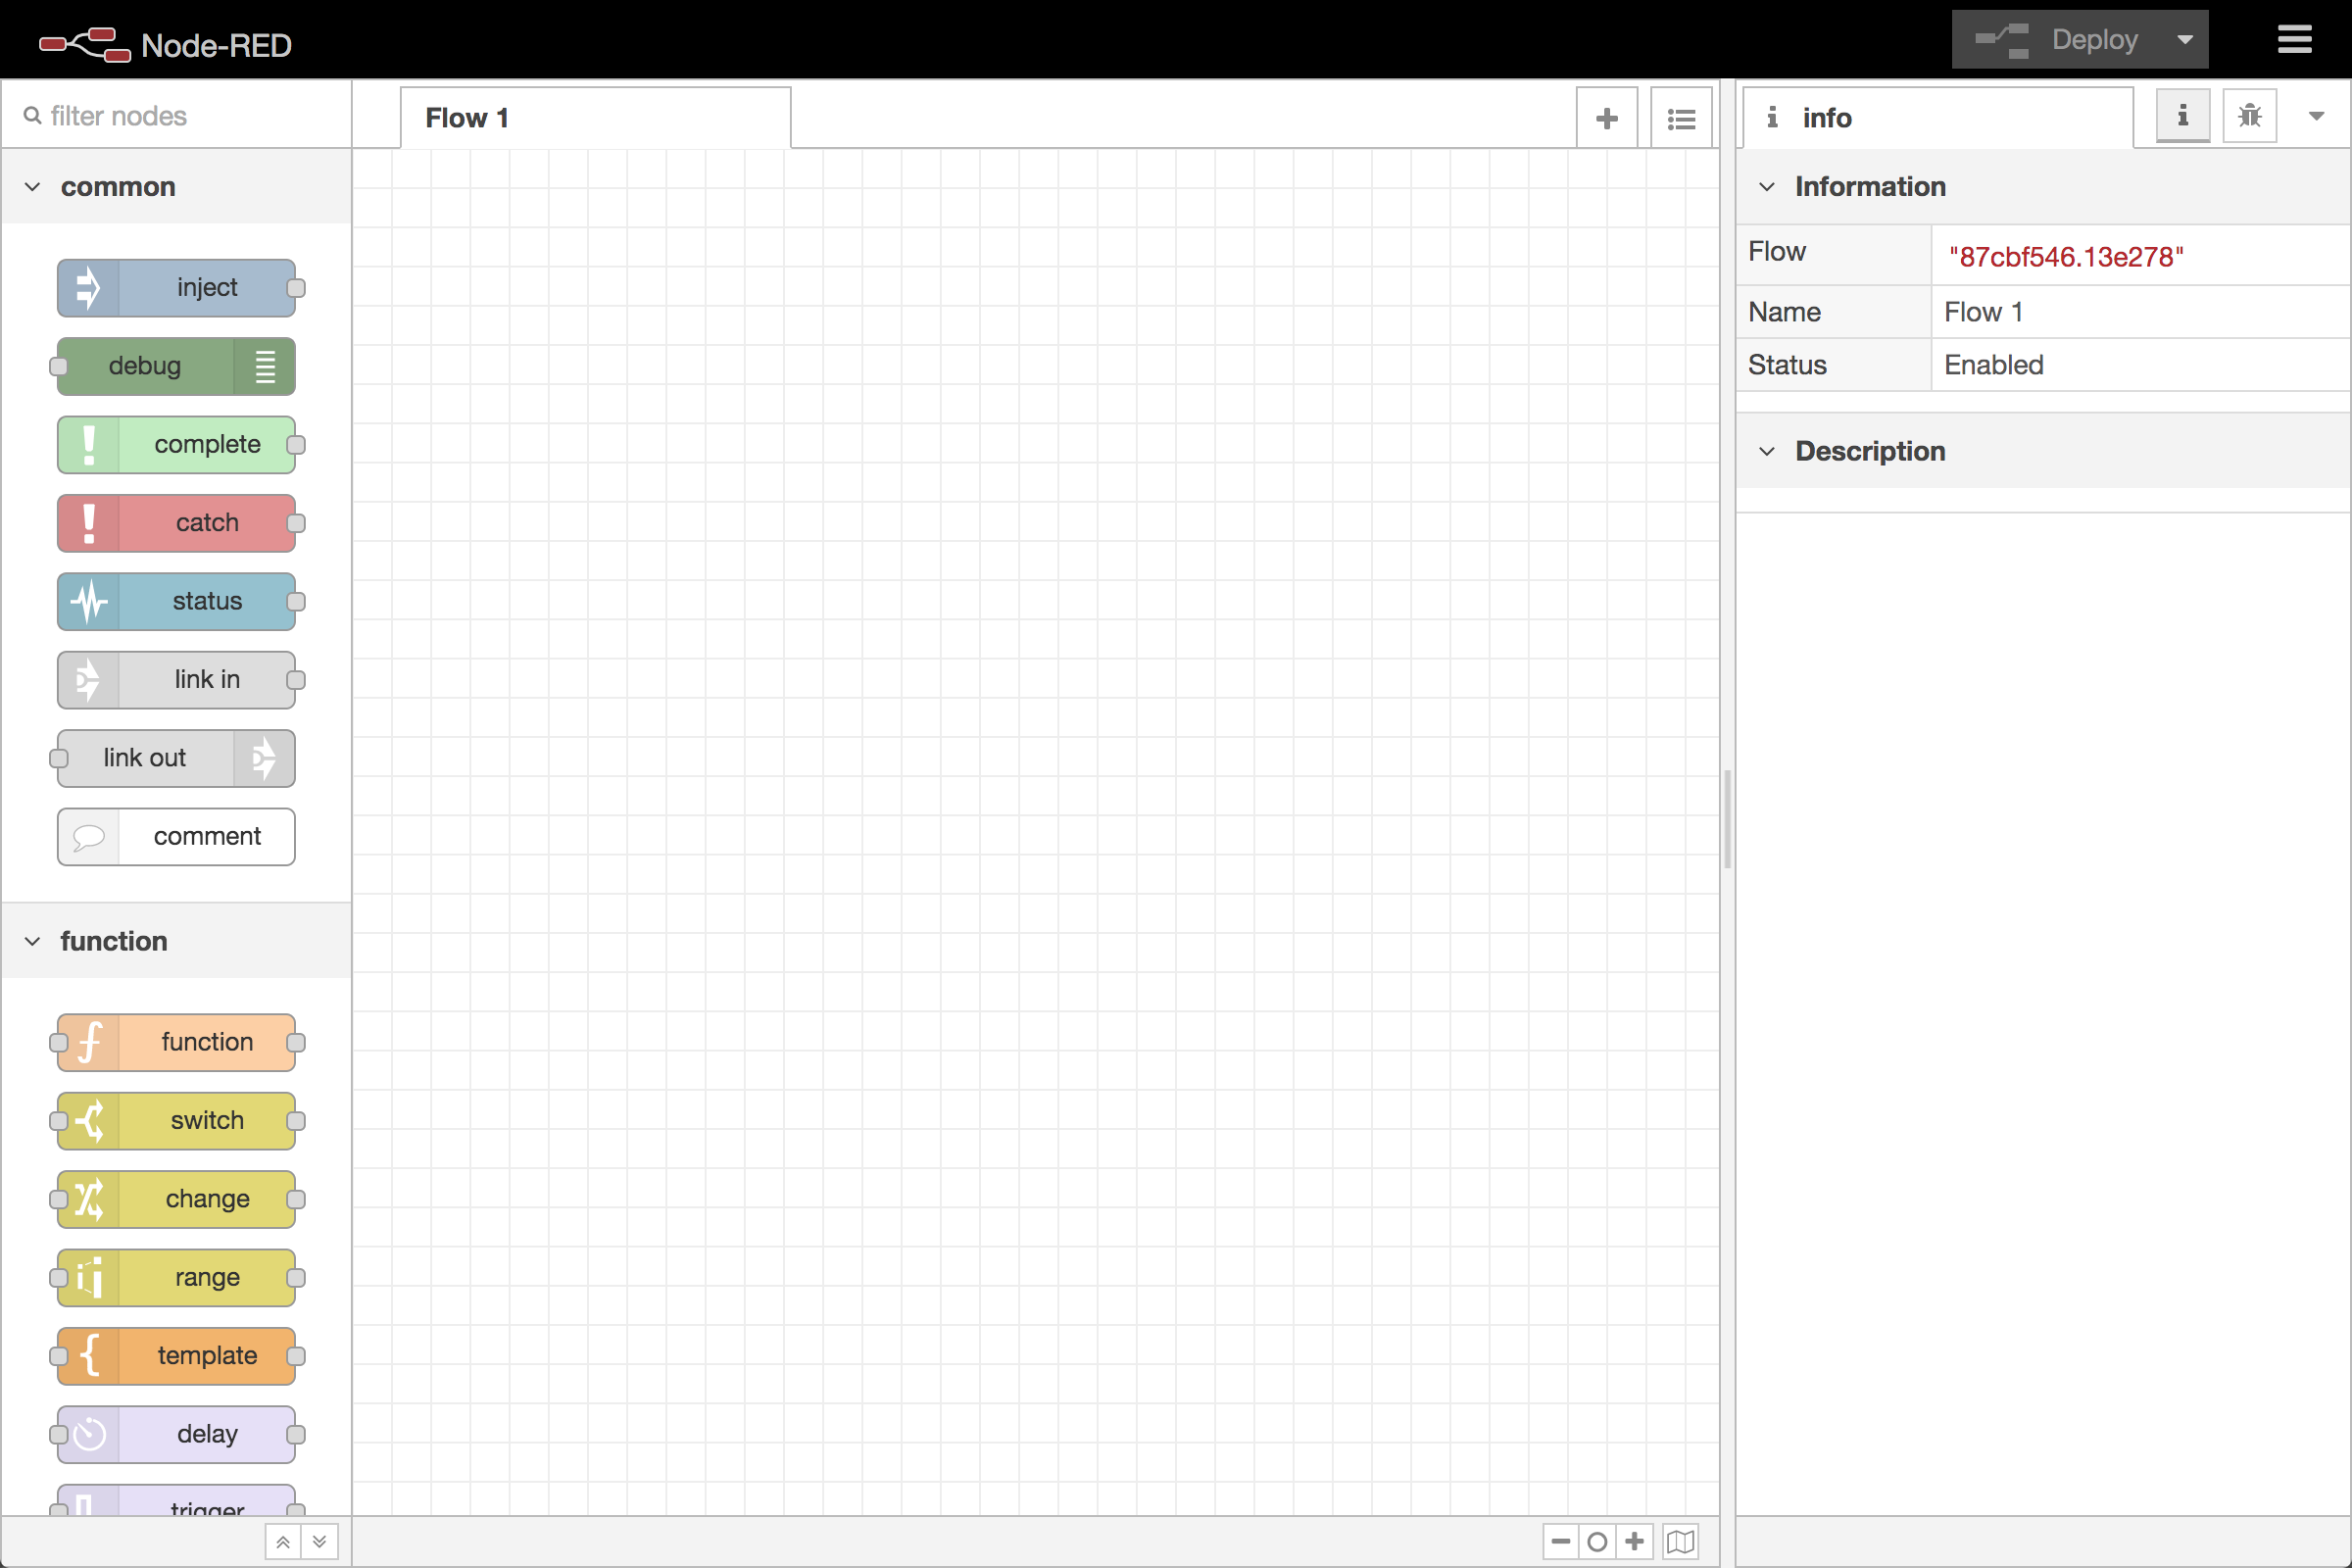 Node-RED
Deploy
filter nodes
common
inject
debug
complete
catch
status
link in
link out
comment
function
function
switch
change
range
template
delay
trigger
Flow 1
info
Information
Flow "87cbf546.13e278"
Name Flow 1
Status Enabled
Description